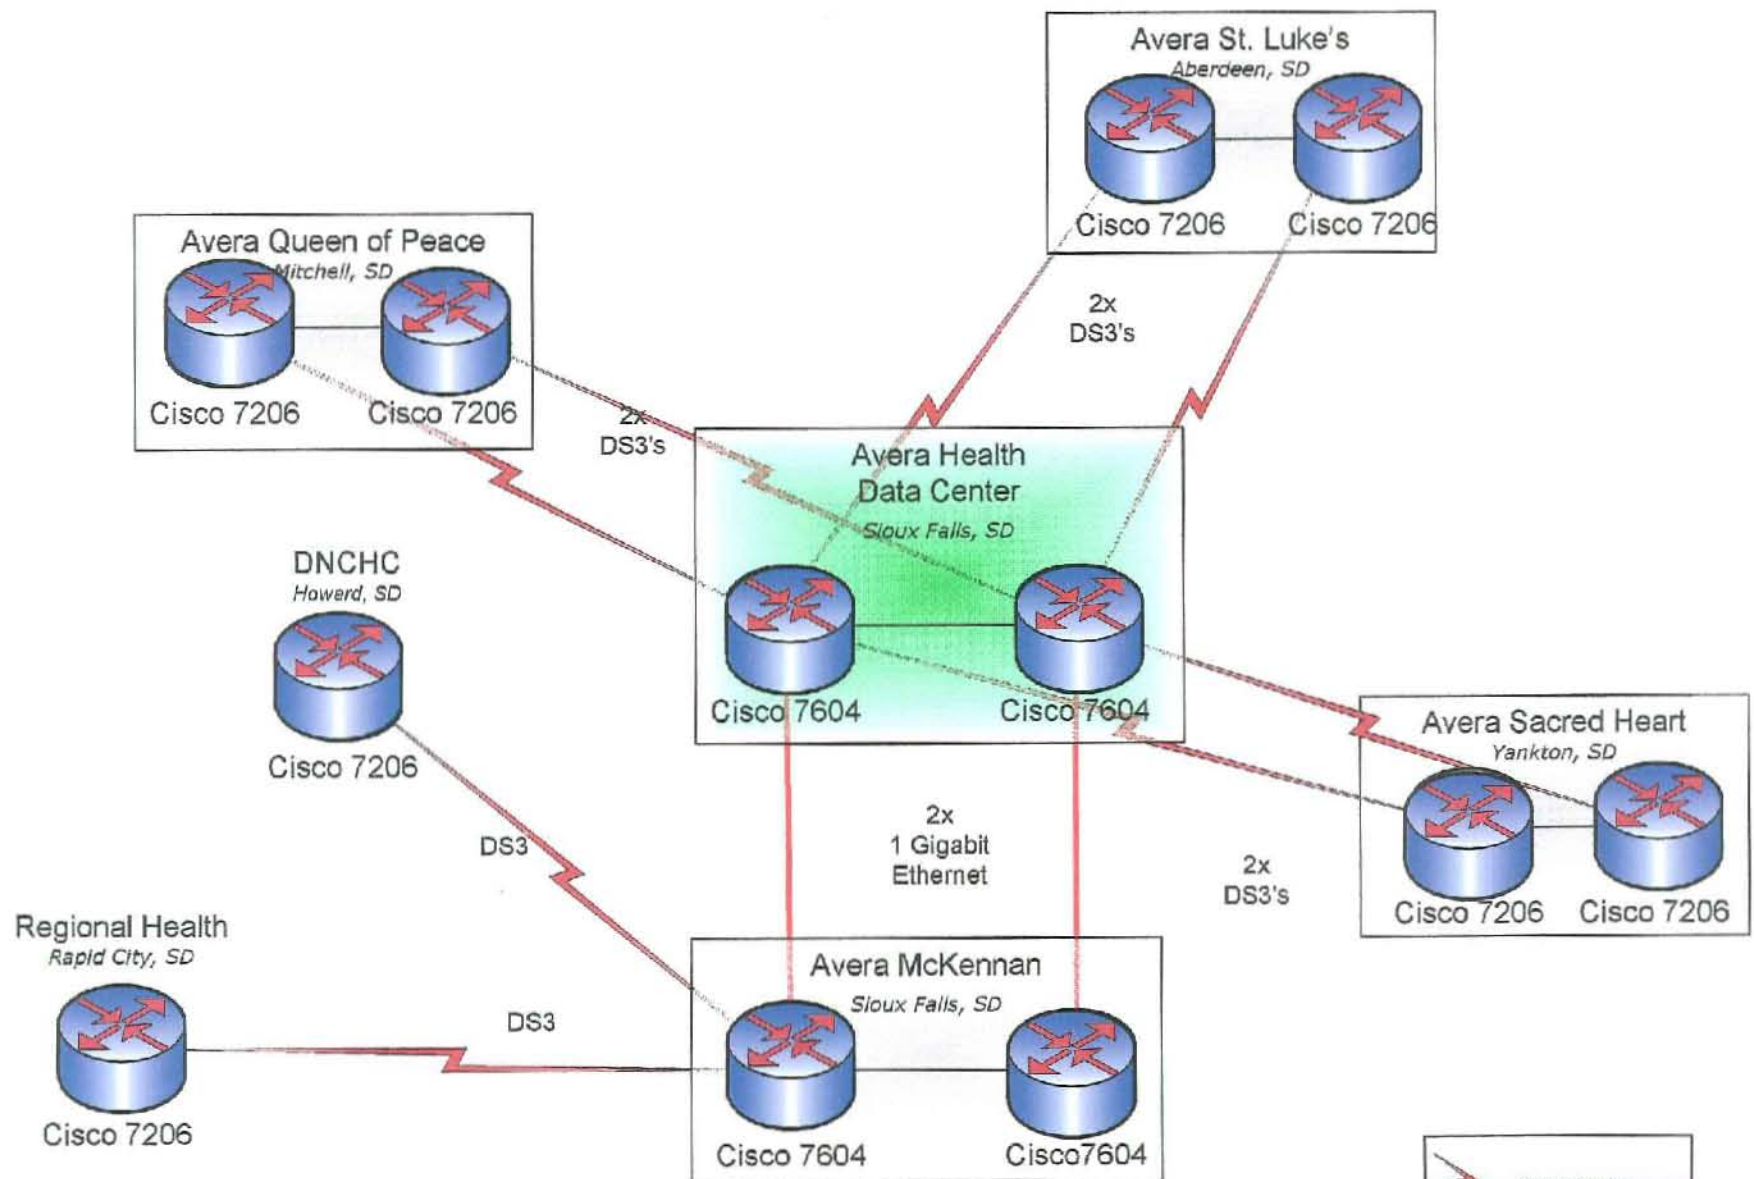 Avera St. Luke's
Aberdeen, SD
Cisco 7206
Cisco 7206
Avera Queen of Peace
Mitchell, SD
Cisco 7206
Cisco 7206
2x
DS3's
2x
DS3's
Avera Health
Data Center
Sioux Falls, SD
Cisco 7604
Cisco 7604
DNCHC
Howard, SD
Cisco 7206
Avera Sacred Heart
Yankton, SD
Cisco 7206
Cisco 7206
DS3
2x
1 Gigabit
Ethernet
2x
DS3's
Regional Health
Rapid City, SD
Cisco 7206
DS3
Avera McKennan
Sioux Falls, SD
Cisco 7604
Cisco7604